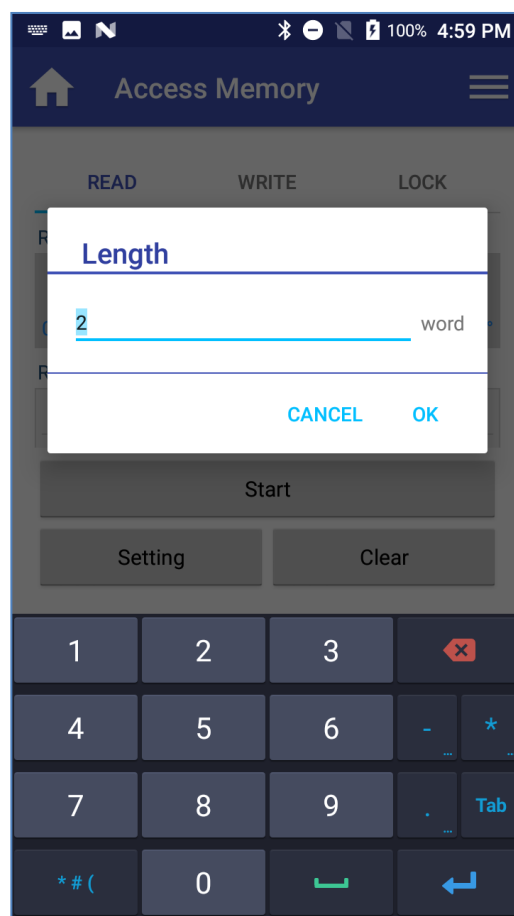 100% 4:59 PM
Access Memory
READ WRITE LOCK
R
Length
2 word
R
CANCEL OK
Start
Setting Clear
1 2 3
4 5 6 - *
... ...
7 8 9 . Tab
...
* # ( 0